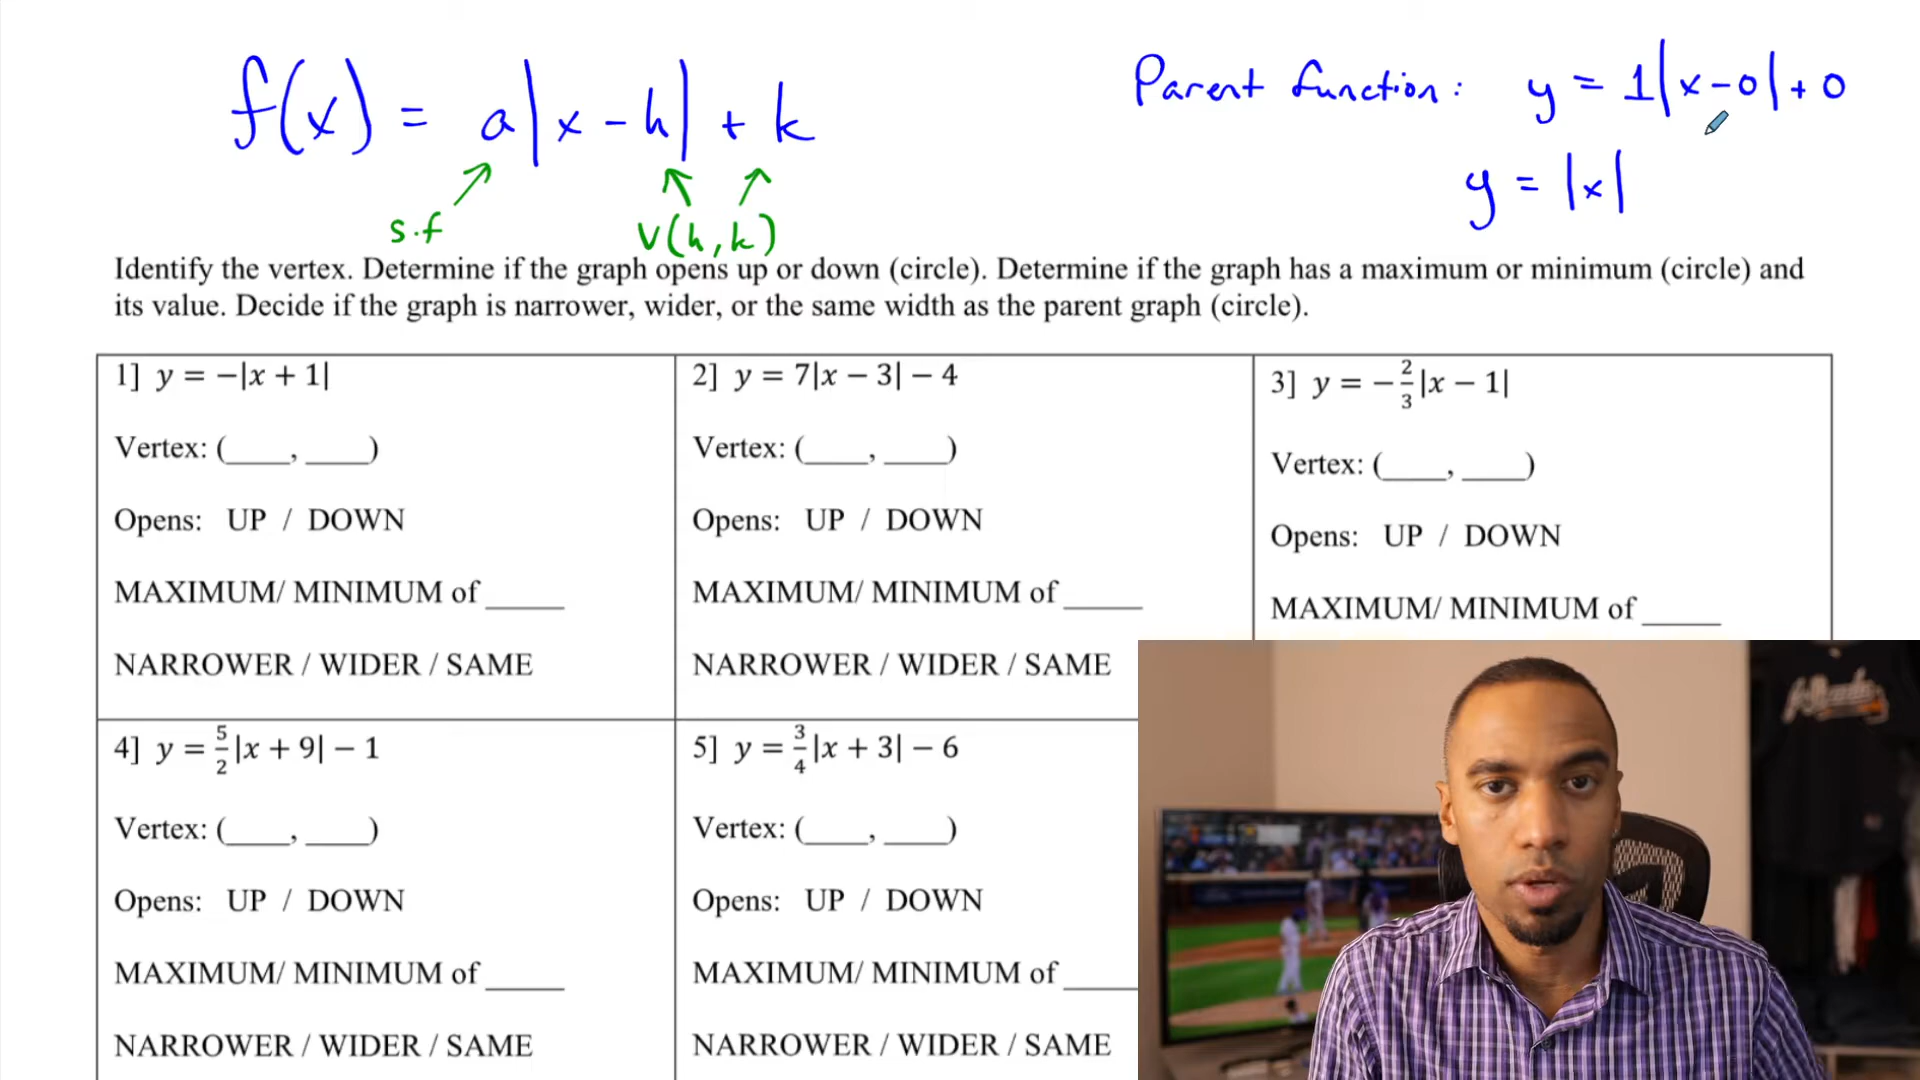 f(x) = a|x - h| + k
Parent function: y = 1|x - 0| + 0
y = |x|
s.f
V(h, k)
Identify the vertex. Determine if the graph opens up or down (circle). Determine if the graph has a maximum or minimum (circle) and
its value. Decide if the graph is narrower, wider, or the same width as the parent graph (circle).
1] y = −|x + 1|
Vertex: (____, ____)
Opens: UP / DOWN
MAXIMUM/ MINIMUM of _____
NARROWER / WIDER / SAME
2] y = 7|x − 3| − 4
Vertex: (____, ____)
Opens: UP / DOWN
MAXIMUM/ MINIMUM of _____
NARROWER / WIDER / SAME
3] y = −2/3|x − 1|
Vertex: (____, ____)
Opens: UP / DOWN
MAXIMUM/ MINIMUM of _____
4] y = 5/2|x + 9| − 1
Vertex: (____, ____)
Opens: UP / DOWN
MAXIMUM/ MINIMUM of _____
NARROWER / WIDER / SAME
5] y = 3/4|x + 3| − 6
Vertex: (____, ____)
Opens: UP / DOWN
MAXIMUM/ MINIMUM of _____
NARROWER / WIDER / SAME